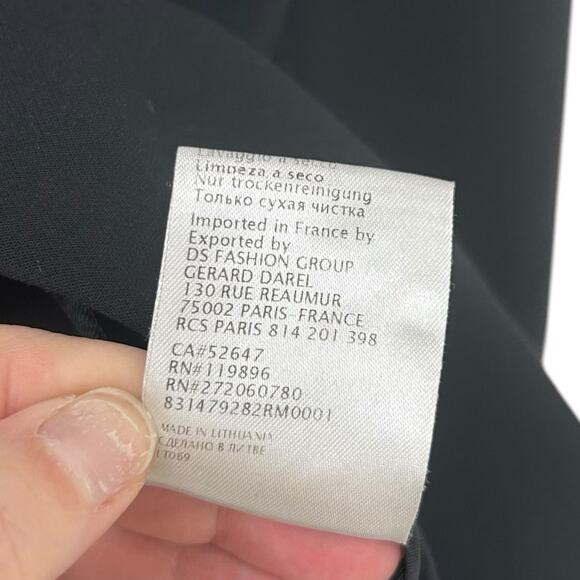 Lavaggio a secco
Limpeza a seco
Nur trockenreinigung
Только сухая чистка
Imported in France by
Exported by
DS FASHION GROUP
GERARD DAREL
130 RUE REAUMUR
75002 PARIS-FRANCE
RCS PARIS 814 201 398
CA#52647
RN#119896
RN#272060780
831479282RM0001
MADE IN LITHUANIA
СДЕЛАНО В ЛИТВЕ
LT069